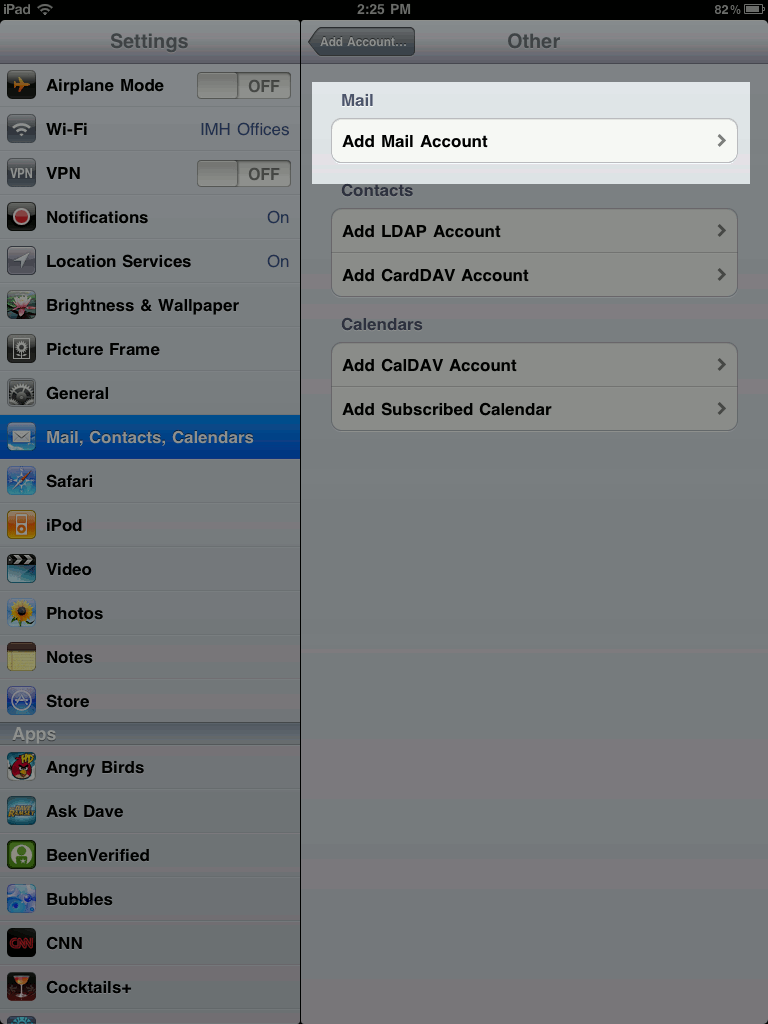 iPad 2:25 PM 82%
Settings
Airplane Mode OFF
Wi-Fi IMH Offices
VPN VPN OFF
Notifications On
Location Services On
Brightness & Wallpaper
Picture Frame
General
Mail, Contacts, Calendars
Safari
iPod
Video
Photos
Notes
Store
Apps
HD
Angry Birds
Ask Dave
BeenVerified
Bubbles
CNN CNN
Cocktails+
Add Account... Other
Mail
Add Mail Account
Contacts
Add LDAP Account
Add CardDAV Account
Calendars
Add CalDAV Account
Add Subscribed Calendar